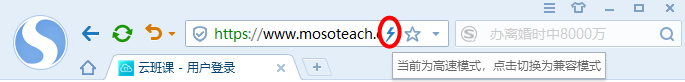 https://www.mosoteach.
办离婚时中8000万
云班课 - 用户登录
当前为高速模式，点击切换为兼容模式